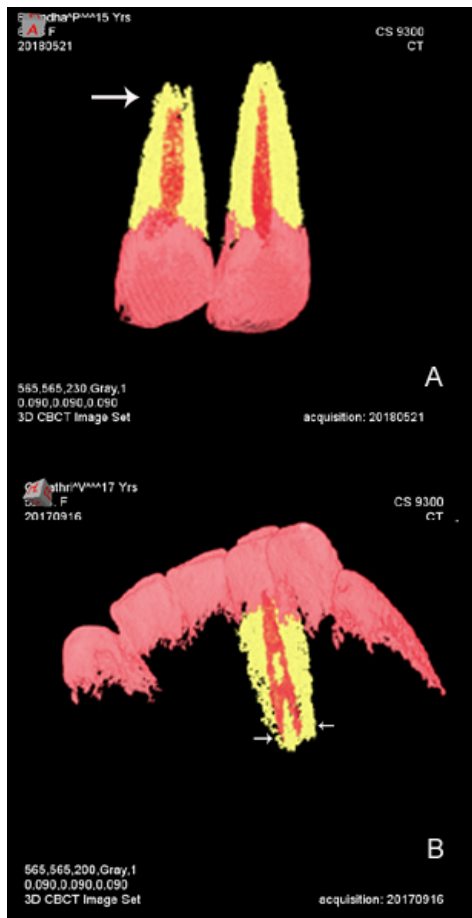 15 Yrs
F
CS 9300
20180521
CT
A
565,565,230,Gray,1
0.090,0.090,0.090
3D CBCT Image Set
acquisition: 20180521
A
17 Yrs
F
CS 9300
20170916
CT
565,565,200,Gray,1
0.090,0.090,0.090
3D CBCT Image Set
acquisition: 20170916
B